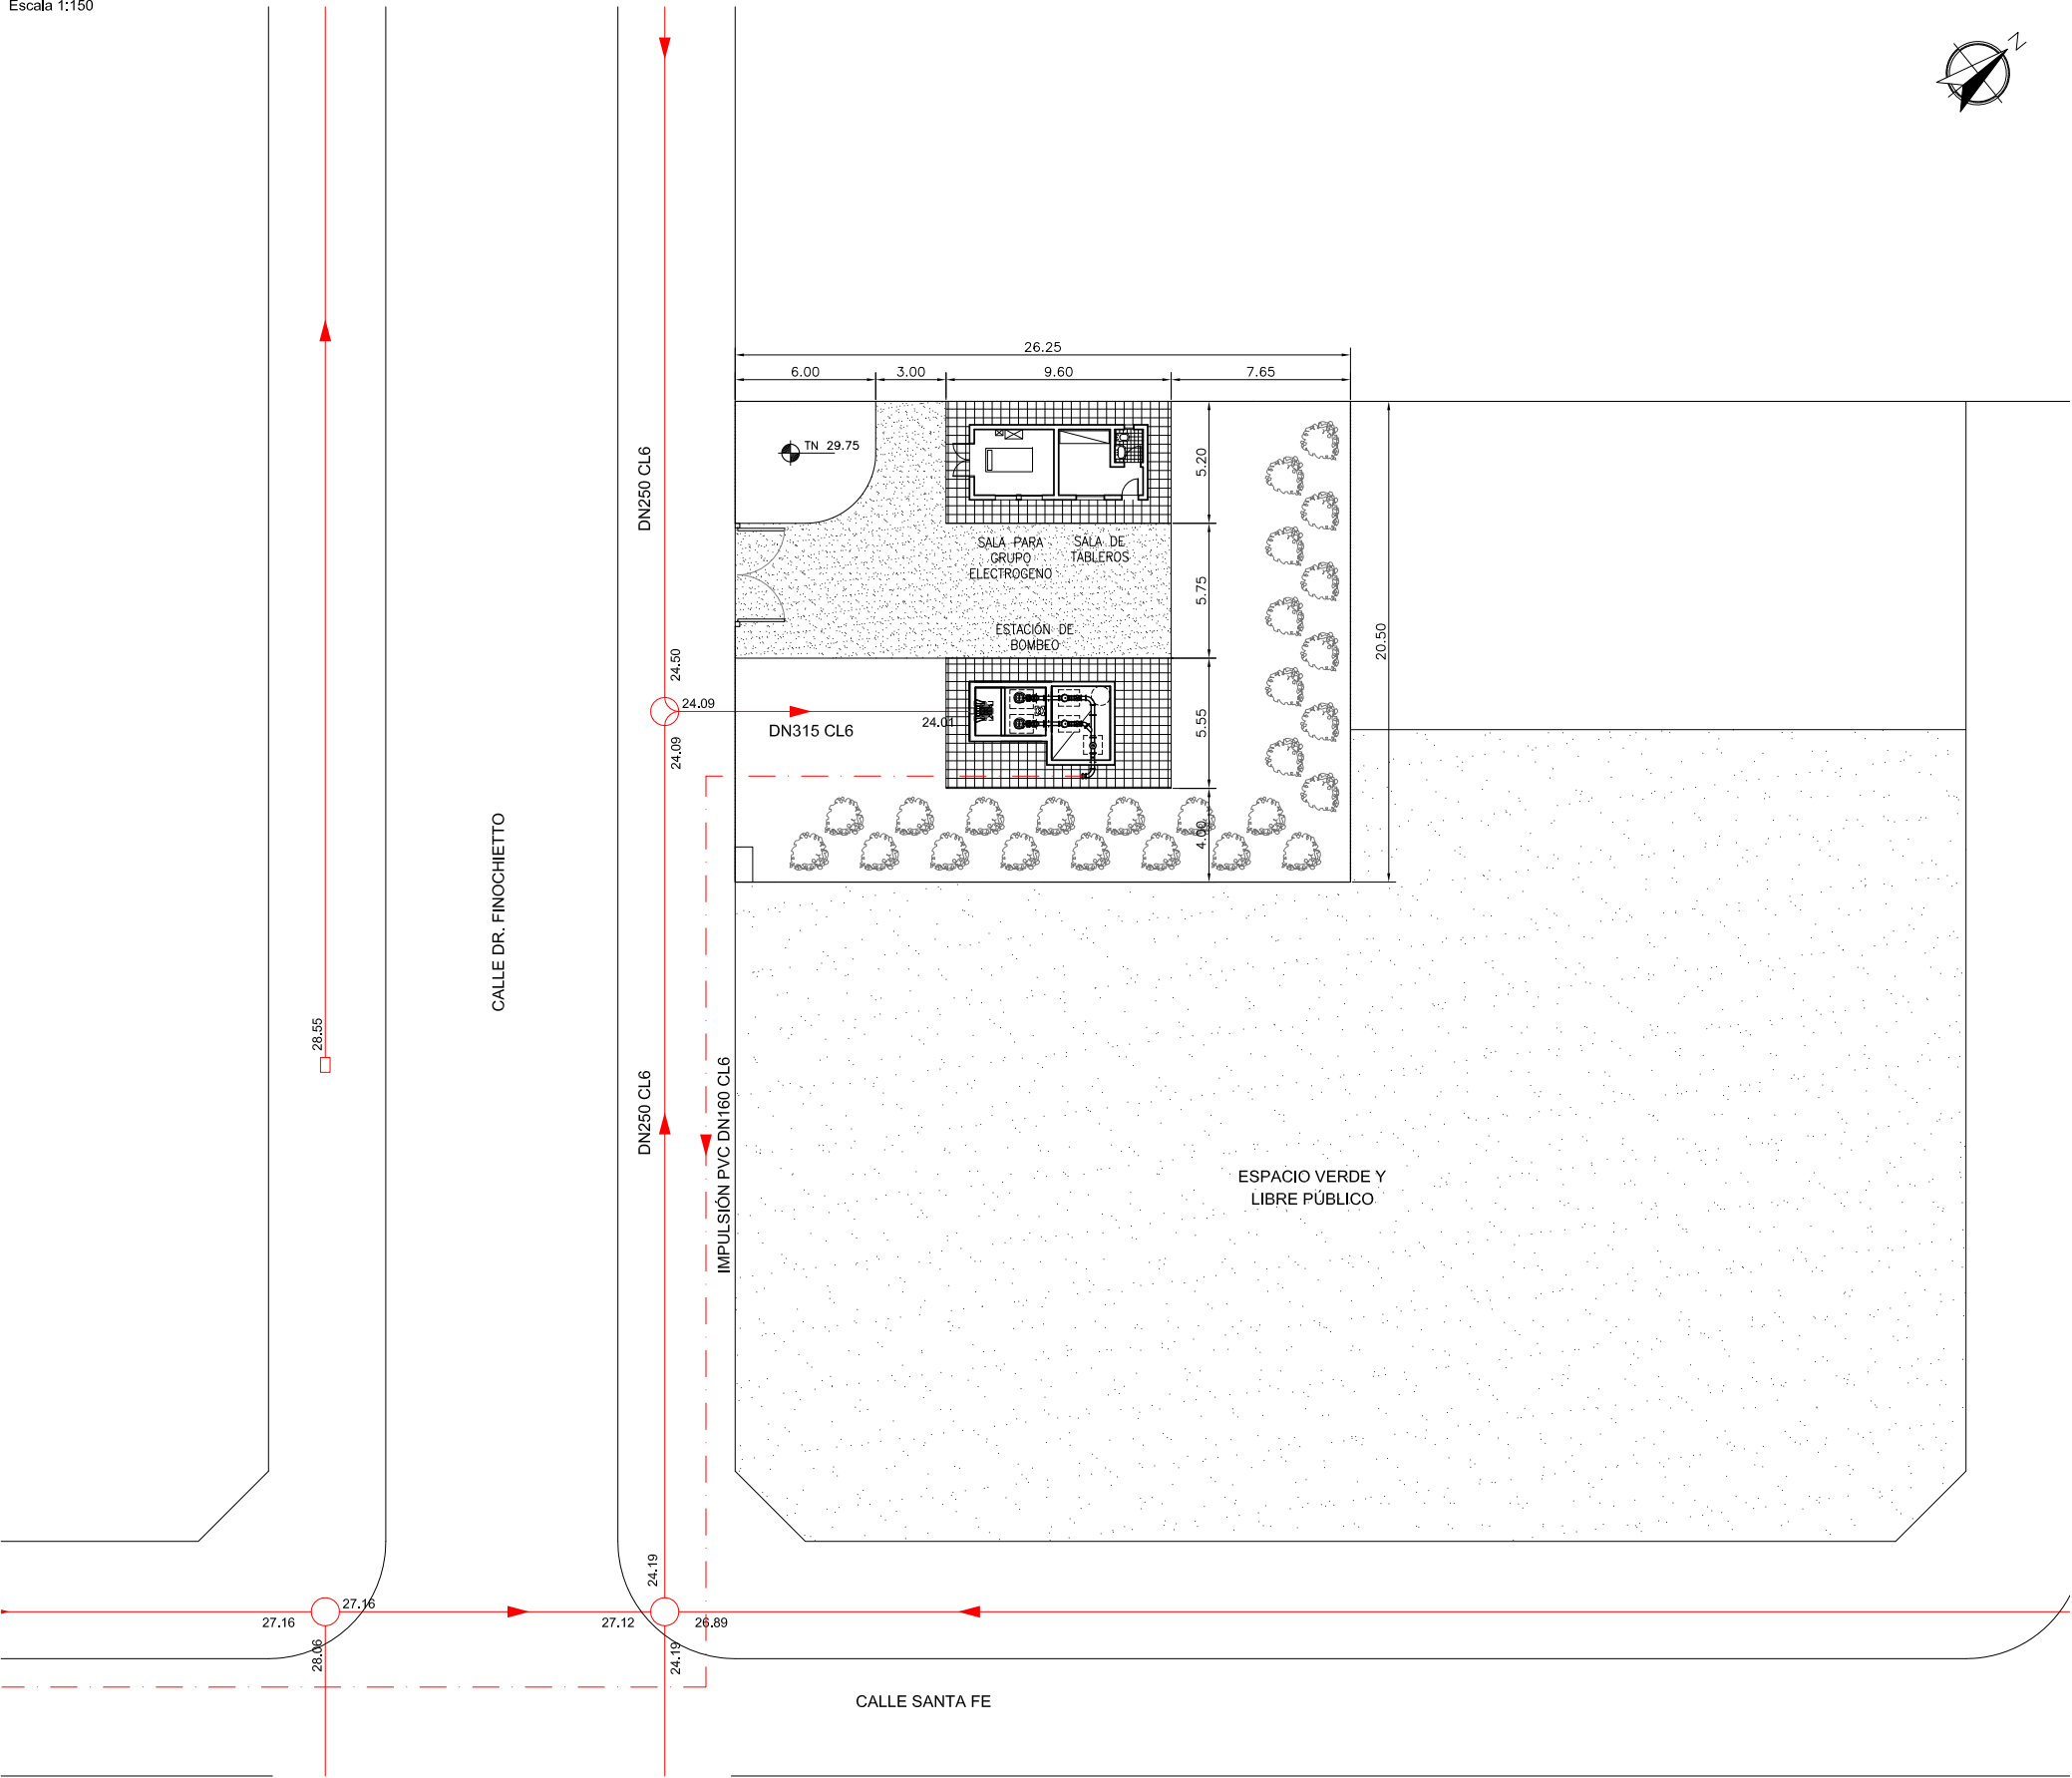 Escala 1:150
N
26.25
6.00
3.00
9.60
7.65
TN 29.75
DN250 CL6
5.20
SALA PARA
GRUPO
ELECTROGENO
SALA DE
TABLEROS
5.75
20.50
ESTACIÓN DE
BOMBEO
24.50
24.09
24.01
DN315 CL6
24.09
5.55
4.00
CALLE DR. FINOCHIETTO
28.55
DN250 CL6
IMPULSIÓN PVC DN160 CL6
ESPACIO VERDE Y
LIBRE PÚBLICO
24.19
27.16
27.16
28.06
27.12
26.89
24.19
CALLE SANTA FE